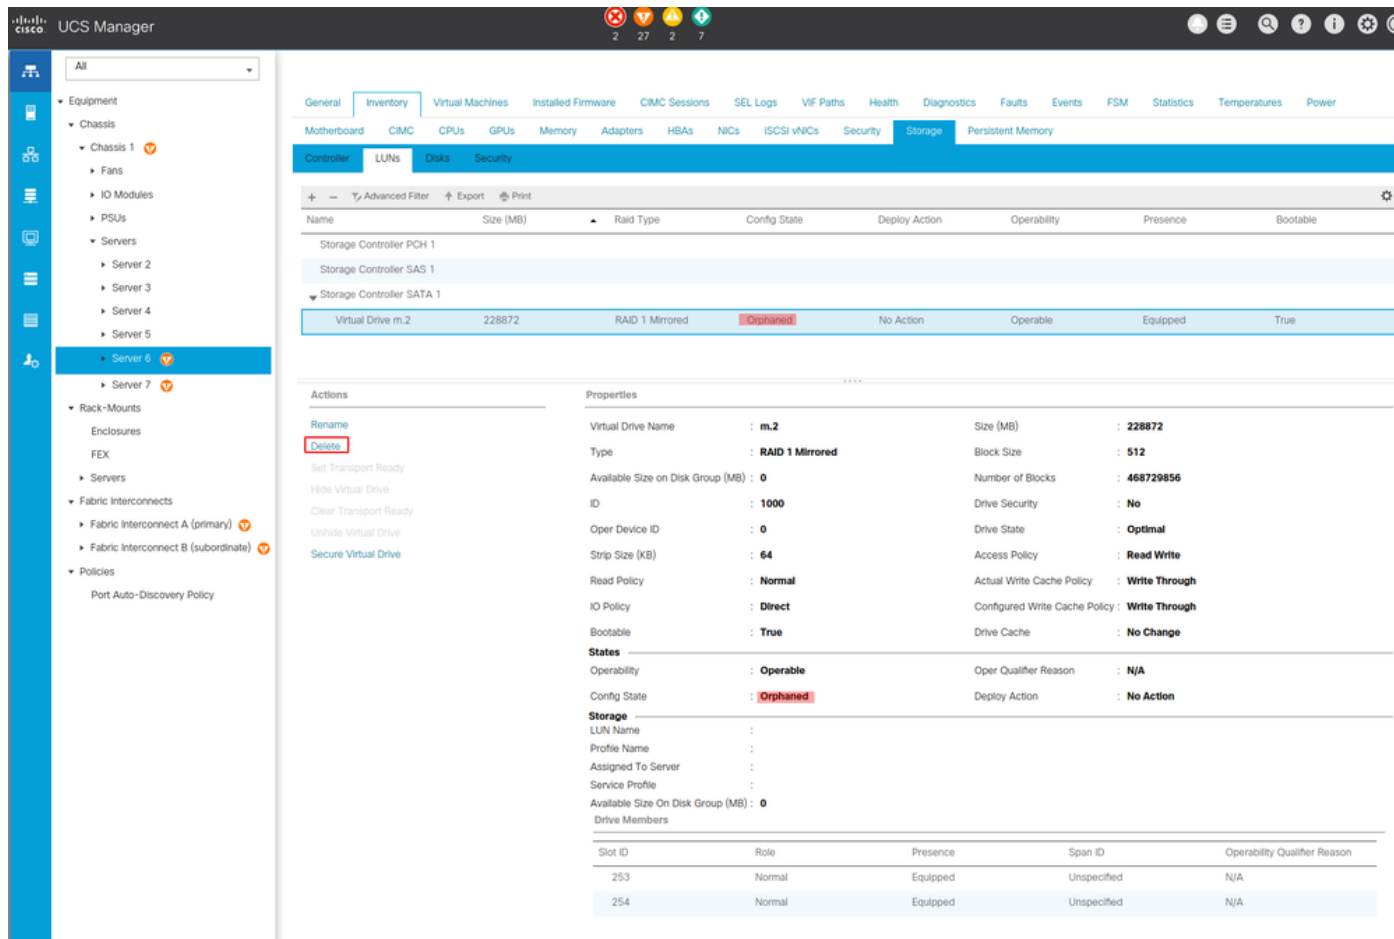 cisco UCS Manager
2 27 2 7
All
Equipment
Chassis
Chassis 1
Fans
IO Modules
PSUs
Servers
Server 2
Server 3
Server 4
Server 5
Server 6
Server 7
Rack-Mounts
Enclosures
FEX
Servers
Fabric Interconnects
Fabric Interconnect A (primary)
Fabric Interconnect B (subordinate)
Policies
Port Auto-Discovery Policy
General Inventory Virtual Machines Installed Firmware CIMC Sessions SEL Logs VIF Paths Health Diagnostics Faults Events FSM Statistics Temperatures Power
Motherboard CIMC CPUs GPUs Memory Adapters HBAs NICs iSCSI vNICs Security Storage Persistent Memory
Controller LUNs Disks Security
+ − Advanced Filter Export Print
Name Size (MB) Raid Type Config State Deploy Action Operability Presence Bootable
Storage Controller PCH 1
Storage Controller SAS 1
Storage Controller SATA 1
Virtual Drive m.2 228872 RAID 1 Mirrored Orphaned No Action Operable Equipped True
Actions
Rename
Delete
Set Transport Ready
Hide Virtual Drive
Clear Transport Ready
Unhide Virtual Drive
Secure Virtual Drive
Properties
Virtual Drive Name : m.2 Size (MB) : 228872
Type : RAID 1 Mirrored Block Size : 512
Available Size on Disk Group (MB) : 0 Number of Blocks : 468729856
ID : 1000 Drive Security : No
Oper Device ID : 0 Drive State : Optimal
Strip Size (KB) : 64 Access Policy : Read Write
Read Policy : Normal Actual Write Cache Policy : Write Through
IO Policy : Direct Configured Write Cache Policy : Write Through
Bootable : True Drive Cache : No Change
States
Operability : Operable Oper Qualifier Reason : N/A
Config State : Orphaned Deploy Action : No Action
Storage
LUN Name :
Profile Name :
Assigned To Server :
Service Profile :
Available Size On Disk Group (MB) : 0
Drive Members
Slot ID Role Presence Span ID Operability Qualifier Reason
253 Normal Equipped Unspecified N/A
254 Normal Equipped Unspecified N/A